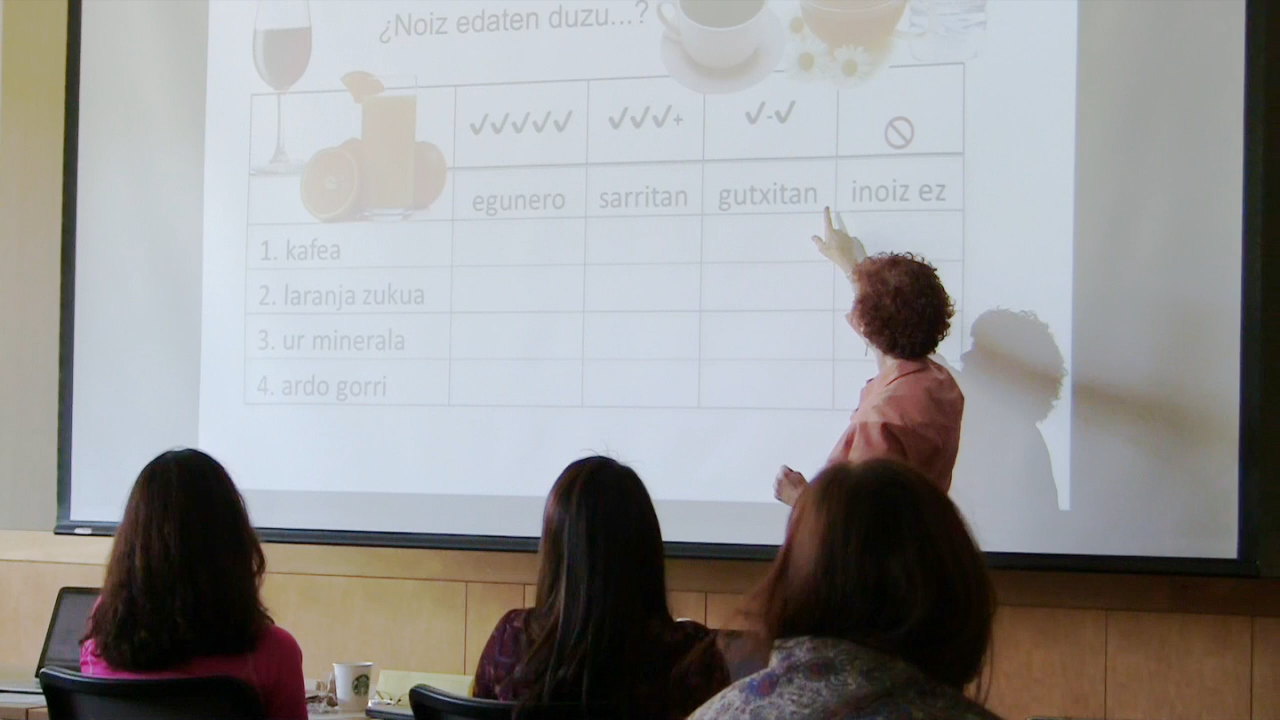 ¿Noiz edaten duzu...?
✓✓✓✓✓ ✓✓✓+ ✓-✓
egunero sarritan gutxitan inoiz ez
1. kafea
2. laranja zukua
3. ur minerala
4. ardo gorri